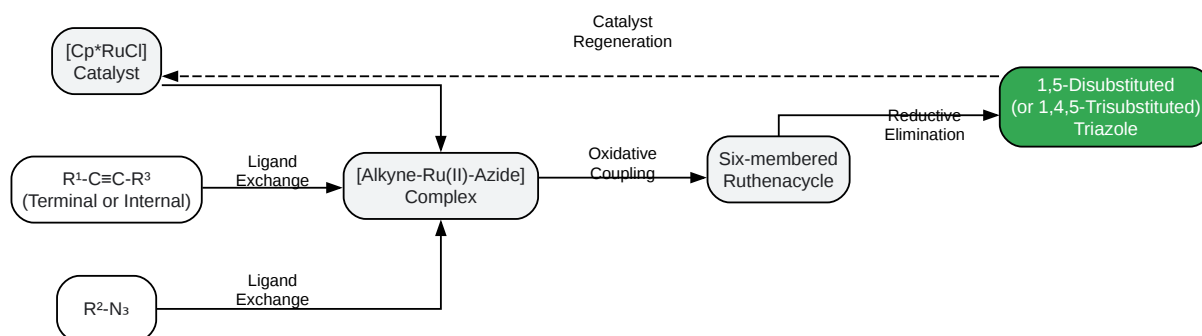 Catalyst
Regeneration
[Cp*RuCl]
Catalyst
1,5-Disubstituted
(or 1,4,5-Trisubstituted)
Triazole
Reductive
Elimination
Ligand
Exchange
R¹-C≡C-R³
(Terminal or Internal)
[Alkyne-Ru(II)-Azide]
Complex
Oxidative
Coupling
Six-membered
Ruthenacycle
Ligand
Exchange
R²-N₃